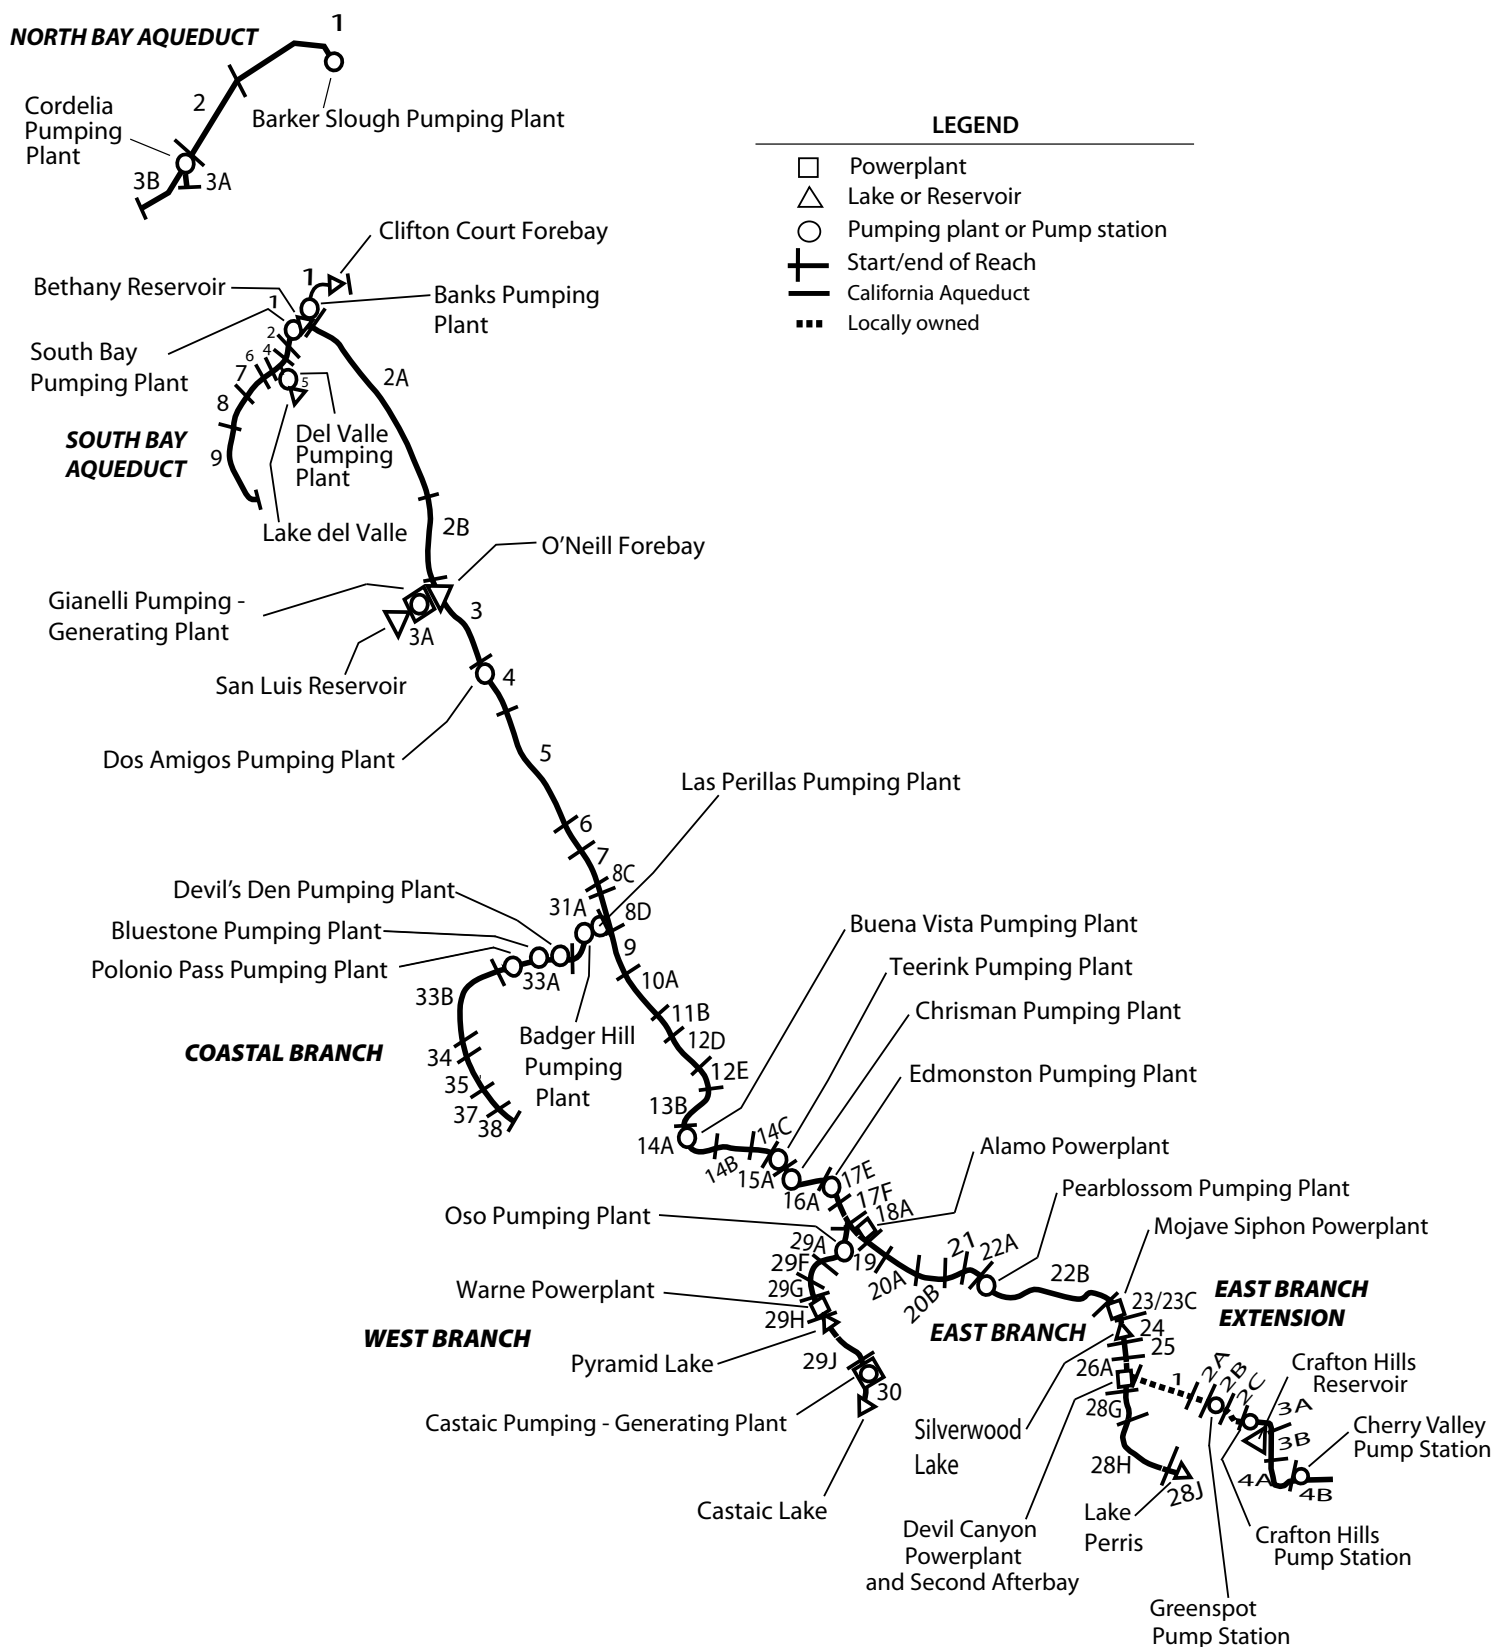 NORTH BAY AQUEDUCT
1
2
Cordelia
Pumping
Plant
Barker Slough Pumping Plant
3B
3A
LEGEND
Powerplant
Lake or Reservoir
Pumping plant or Pump station
Start/end of Reach
California Aqueduct
Locally owned
Clifton Court Forebay
1
Bethany Reservoir
Banks Pumping
Plant
1
2
4
6
South Bay
Pumping Plant
7
5
2A
8
SOUTH BAY
AQUEDUCT
9
Del Valle
Pumping
Plant
Lake del Valle
2B
O’Neill Forebay
Gianelli Pumping -
Generating Plant
3
3A
San Luis Reservoir
4
Dos Amigos Pumping Plant
5
Las Perillas Pumping Plant
6
7
8C
Devil’s Den Pumping Plant
31A
8D
Bluestone Pumping Plant
9
Polonio Pass Pumping Plant
33A
10A
33B
Buena Vista Pumping Plant
Teerink Pumping Plant
Chrisman Pumping Plant
11B
12D
Badger Hill
Pumping
Plant
COASTAL BRANCH
34
35
37
38
12E
Edmonston Pumping Plant
13B
14A
14B
14C
15A
16A
17E
17F
18A
Alamo Powerplant
Pearblossom Pumping Plant
Mojave Siphon Powerplant
Oso Pumping Plant
29A
29F
19
20A
20B
21
22A
22B
Warne Powerplant
29G
29H
23/23C
EAST BRANCH
EXTENSION
WEST BRANCH
EAST BRANCH
24
25
Pyramid Lake
29J
26A
1
2A
2B
2C
Crafton Hills
Reservoir
30
28G
3A
3B
Castaic Pumping - Generating Plant
Silverwood
Lake
Cherry Valley
Pump Station
28H
28J
4A
4B
Castaic Lake
Devil Canyon
Powerplant
and Second Afterbay
Lake
Perris
Crafton Hills
Pump Station
Greenspot
Pump Station